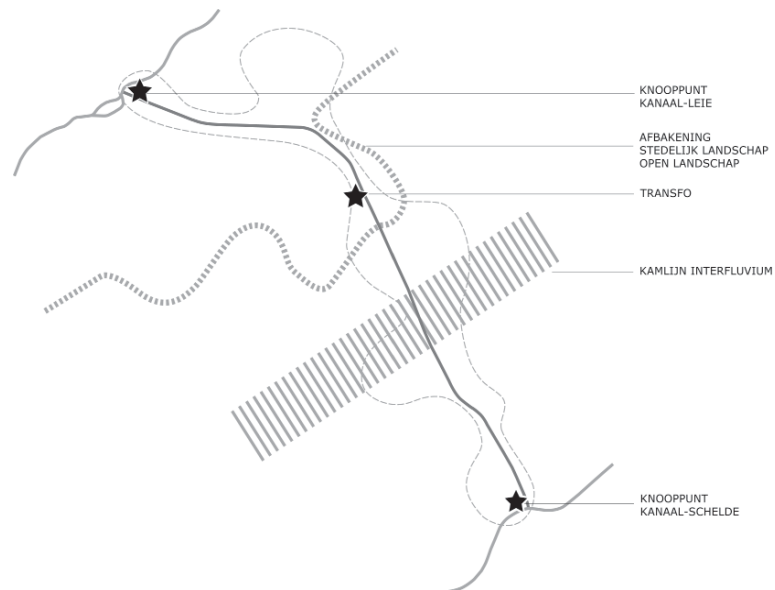 KNOOPPUNT
KANAAL-LEIE
AFBAKENING
STEDELIJK LANDSCHAP
OPEN LANDSCHAP
TRANSFO
KAMLIJN INTERFLUVIUM
KNOOPPUNT
KANAAL-SCHELDE